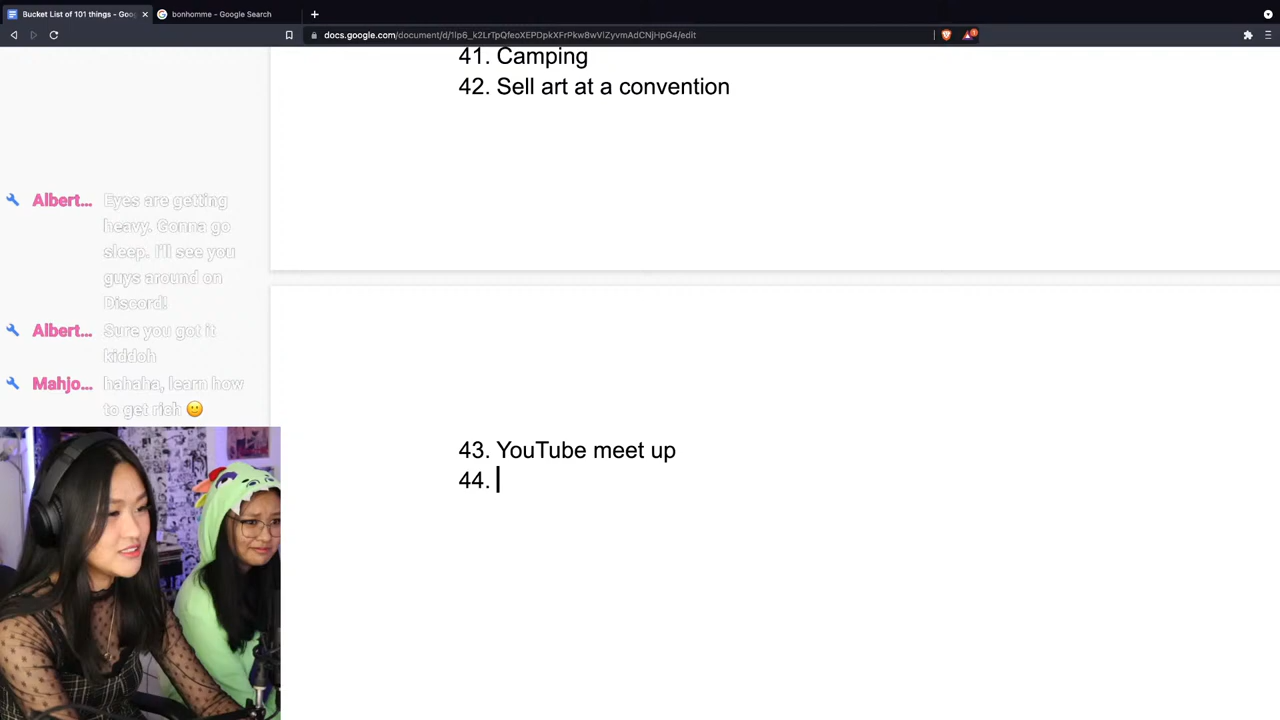 Bucket List of 101 things - Goo
bonhomme - Google Search
docs.google.com/document/d/1lp6_k2LrTpQfeoXEPDpkXFrPkw8wVlZyvmAdCNjHpG4/edit
41. Camping
42. Sell art at a convention
Albert... Eyes are getting
heavy. Gonna go
sleep. I'll see you
guys around on
Discord!
Albert... Sure you got it
kiddoh
Mahjo... hahaha, learn how
to get rich 🙂
43. YouTube meet up
44.